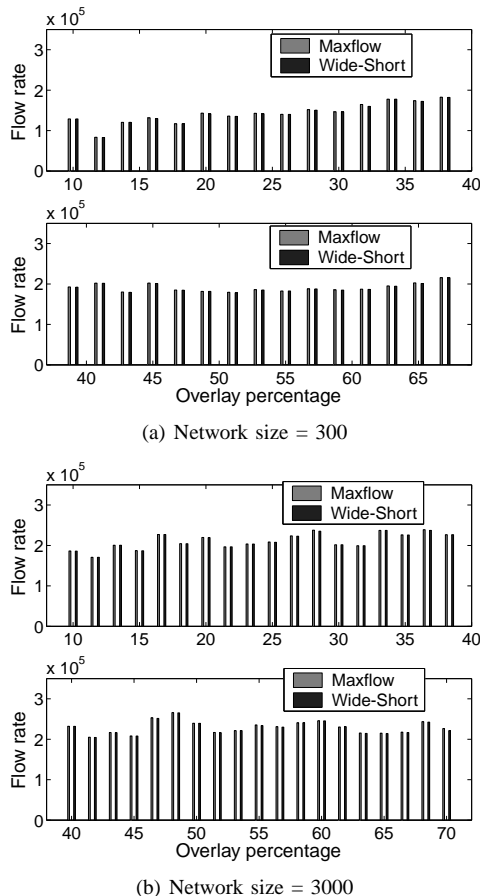 x 10^5
3
2
1
0
Flow rate
Maxflow
Wide-Short
10 15 20 25 30 35 40
x 10^5
3
2
1
0
Flow rate
Maxflow
Wide-Short
40 45 50 55 60 65
Overlay percentage
(a) Network size = 300
x 10^5
3
2
1
0
Flow rate
Maxflow
Wide-Short
10 15 20 25 30 35 40
x 10^5
3
2
1
0
Flow rate
Maxflow
Wide-Short
40 45 50 55 60 65 70
Overlay percentage
(b) Network size = 3000